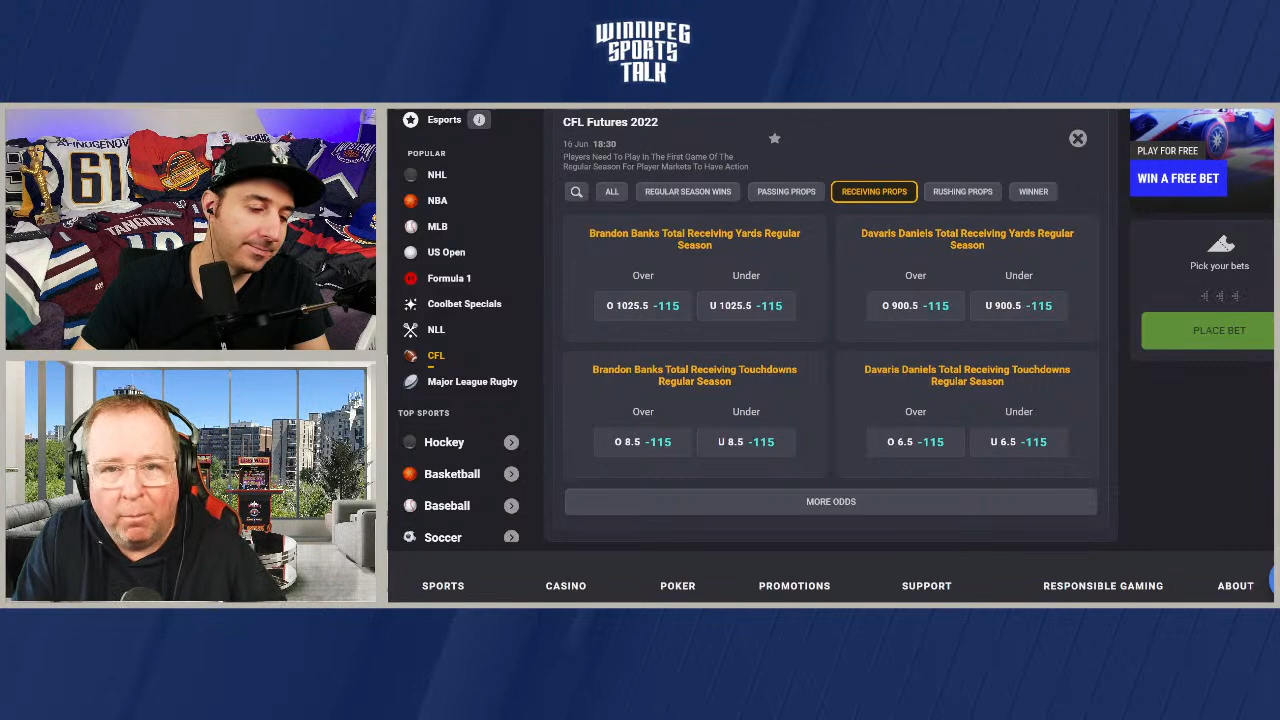 WINNIPEG
SPORTS
TALK
61
Esports
POPULAR
NHL
NBA
MLB
US Open
Formula 1
Coolbet Specials
NLL
CFL
Major League Rugby
TOP SPORTS
Hockey
Basketball
Baseball
Soccer
CFL Futures 2022
16 Jun 18:30
Players Need To Play In The First Game Of The
Regular Season For Player Markets To Have Action
ALL
REGULAR SEASON WINS
PASSING PROPS
RECEIVING PROPS
RUSHING PROPS
WINNER
Brandon Banks Total Receiving Yards Regular
Season
Over Under
O 1025.5 -115 U 1025.5 -115
Davaris Daniels Total Receiving Yards Regular
Season
Over Under
O 900.5 -115 U 900.5 -115
Brandon Banks Total Receiving Touchdowns
Regular Season
Over Under
O 8.5 -115 U 8.5 -115
Davaris Daniels Total Receiving Touchdowns
Regular Season
Over Under
O 6.5 -115 U 6.5 -115
MORE ODDS
PLAY FOR FREE
WIN A FREE BET
Pick your bets
PLACE BET
SPORTS CASINO POKER PROMOTIONS SUPPORT RESPONSIBLE GAMING ABOUT